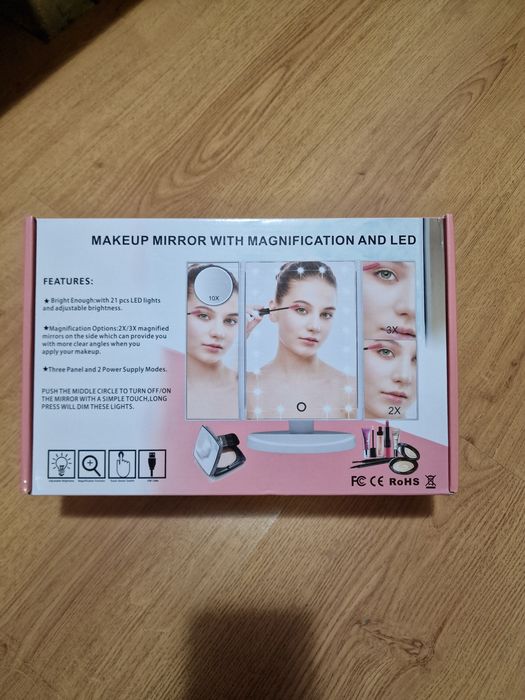 MAKEUP MIRROR WITH MAGNIFICATION AND LED
FEATURES:
★ Bright Enough:with 21 pcs LED lights
and adjustable brightness.
★Magnification Options:2X/3X magnified
mirrors on the side which can provide you
with more clear angles when you
apply your makeup.
★Three Panel and 2 Power Supply Modes.
PUSH THE MIDDLE CIRCLE TO TURN OFF/ON
THE MIRROR WITH A SIMPLE TOUCH,LONG
PRESS WILL DIM THESE LIGHTS.
10X
3X
2X
FC CE RoHS